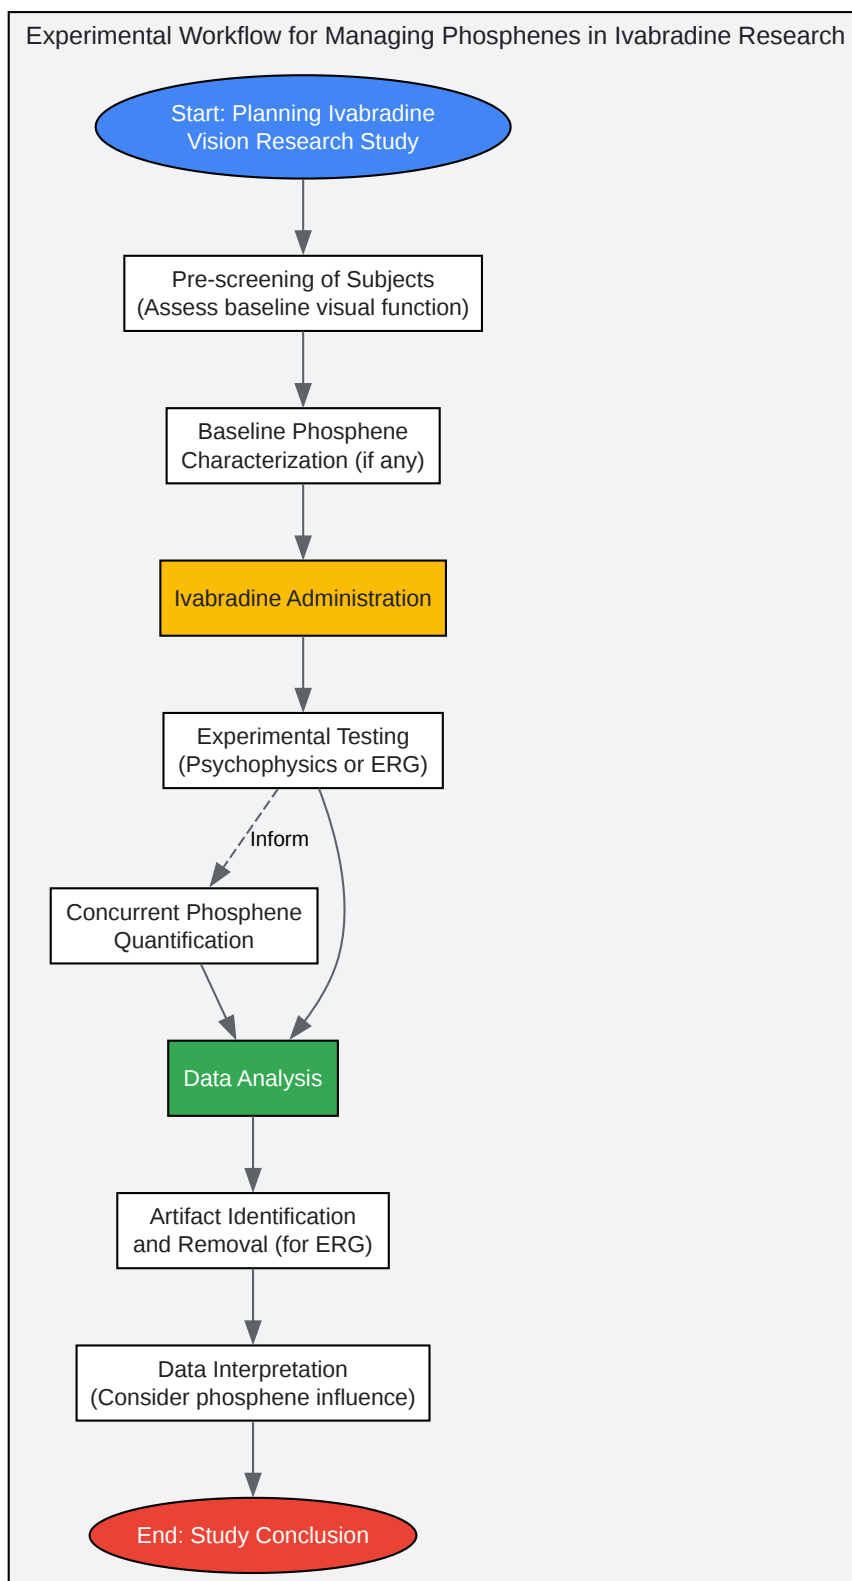 Experimental Workflow for Managing Phosphenes in Ivabradine Research
Start: Planning Ivabradine
Vision Research Study
Pre-screening of Subjects
(Assess baseline visual function)
Baseline Phosphene
Characterization (if any)
Ivabradine Administration
Experimental Testing
(Psychophysics or ERG)
Inform
Concurrent Phosphene
Quantification
Data Analysis
Artifact Identification
and Removal (for ERG)
Data Interpretation
(Consider phosphene influence)
End: Study Conclusion